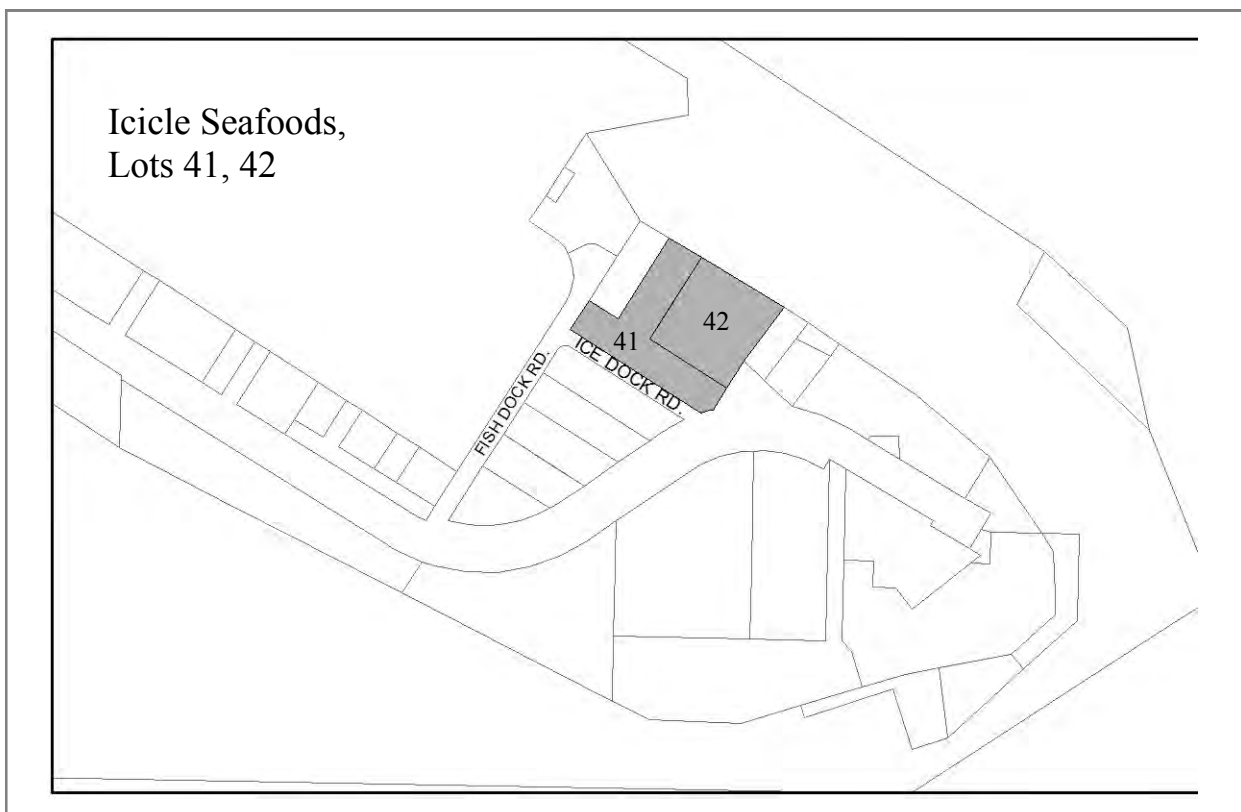 Icicle Seafoods,
Lots 41, 42
42
41
ICE DOCK RD.
FISH DOCK RD.